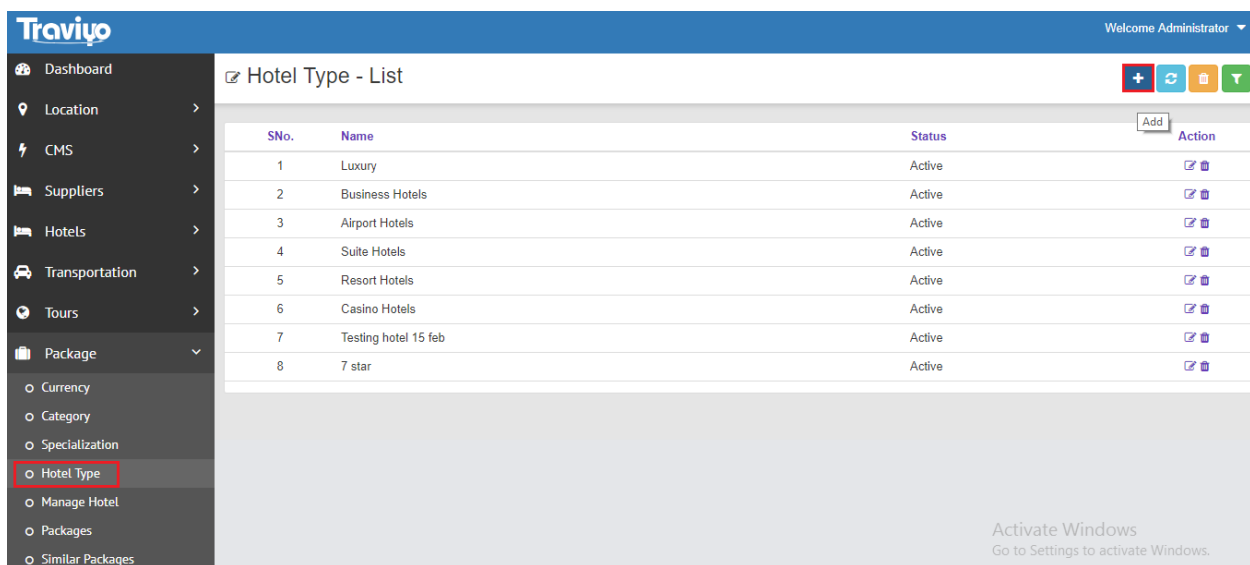 Traviyo
Welcome Administrator
Dashboard
Location
CMS
Suppliers
Hotels
Transportation
Tours
Package
Currency
Category
Specialization
Hotel Type
Manage Hotel
Packages
Similar Packages
Hotel Type - List
Add
SNo. Name Status Action
1 Luxury Active
2 Business Hotels Active
3 Airport Hotels Active
4 Suite Hotels Active
5 Resort Hotels Active
6 Casino Hotels Active
7 Testing hotel 15 feb Active
8 7 star Active
Activate Windows
Go to Settings to activate Windows.